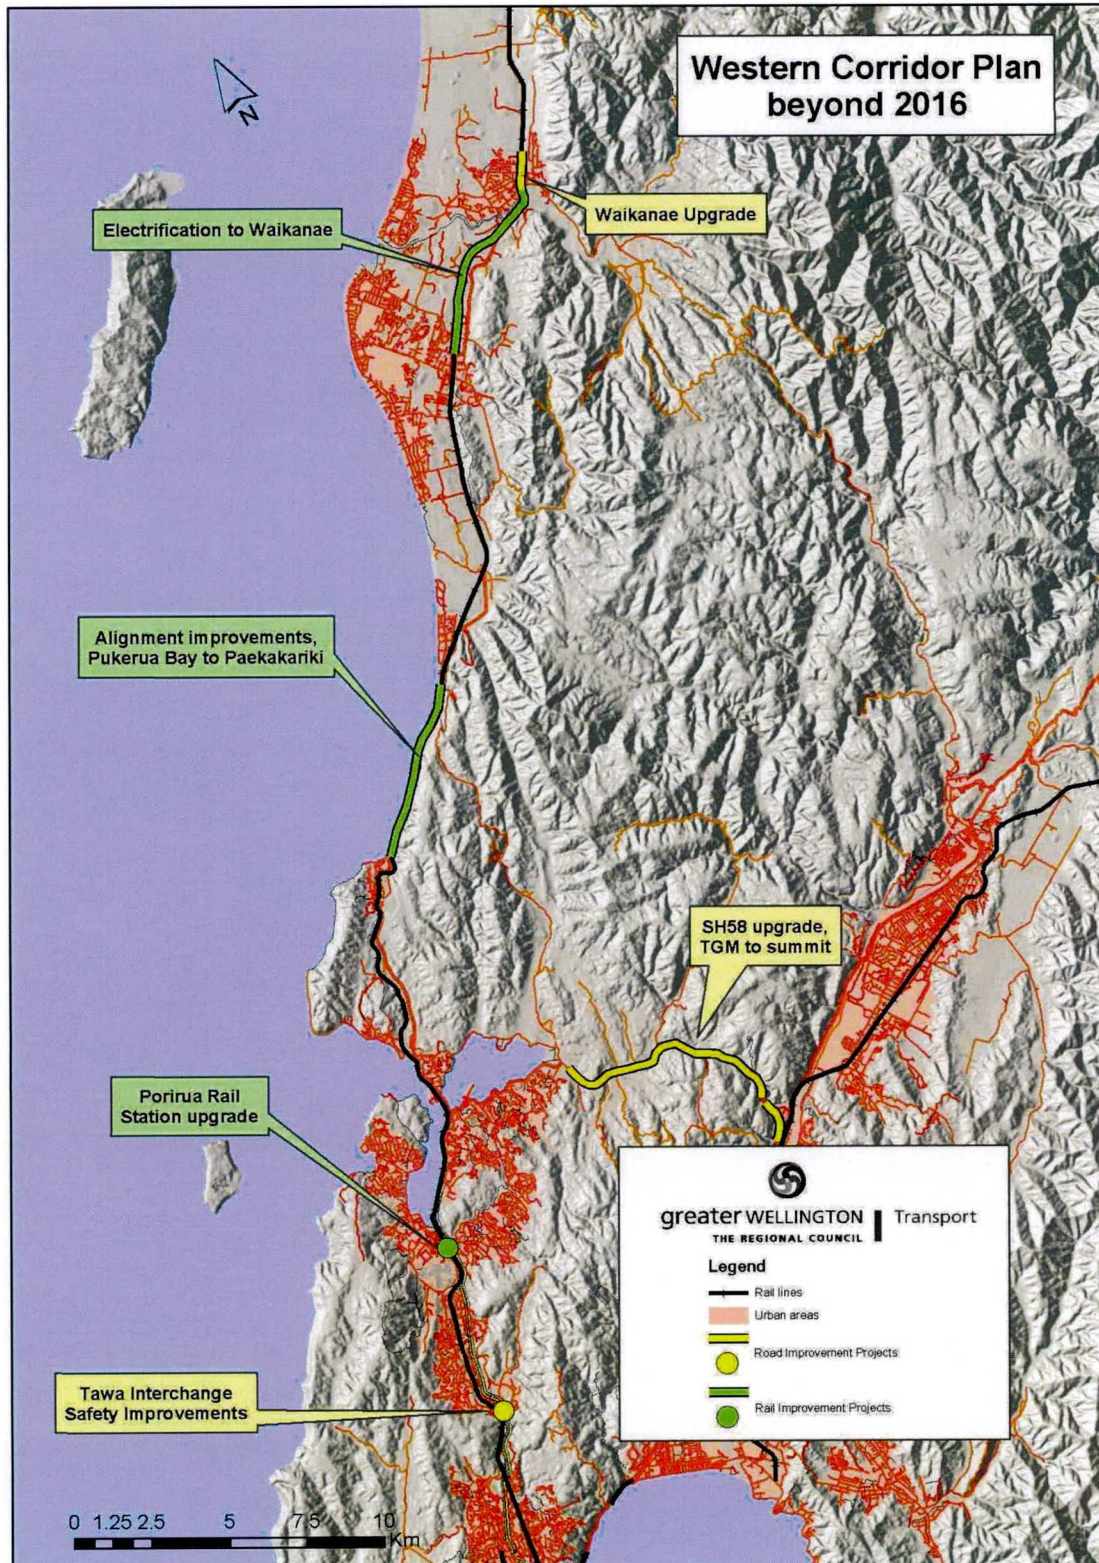 Western Corridor Plan
beyond 2016
N
Waikanae Upgrade
Electrification to Waikanae
Alignment improvements,
Pukerua Bay to Paekakariki
SH58 upgrade,
TGM to summit
Porirua Rail
Station upgrade
Tawa Interchange
Safety Improvements
greater WELLINGTON
THE REGIONAL COUNCIL
Transport
Legend
Rail lines
Urban areas
Road Improvement Projects
Rail Improvement Projects
0 1.25 2.5 5 7.5 10
Km